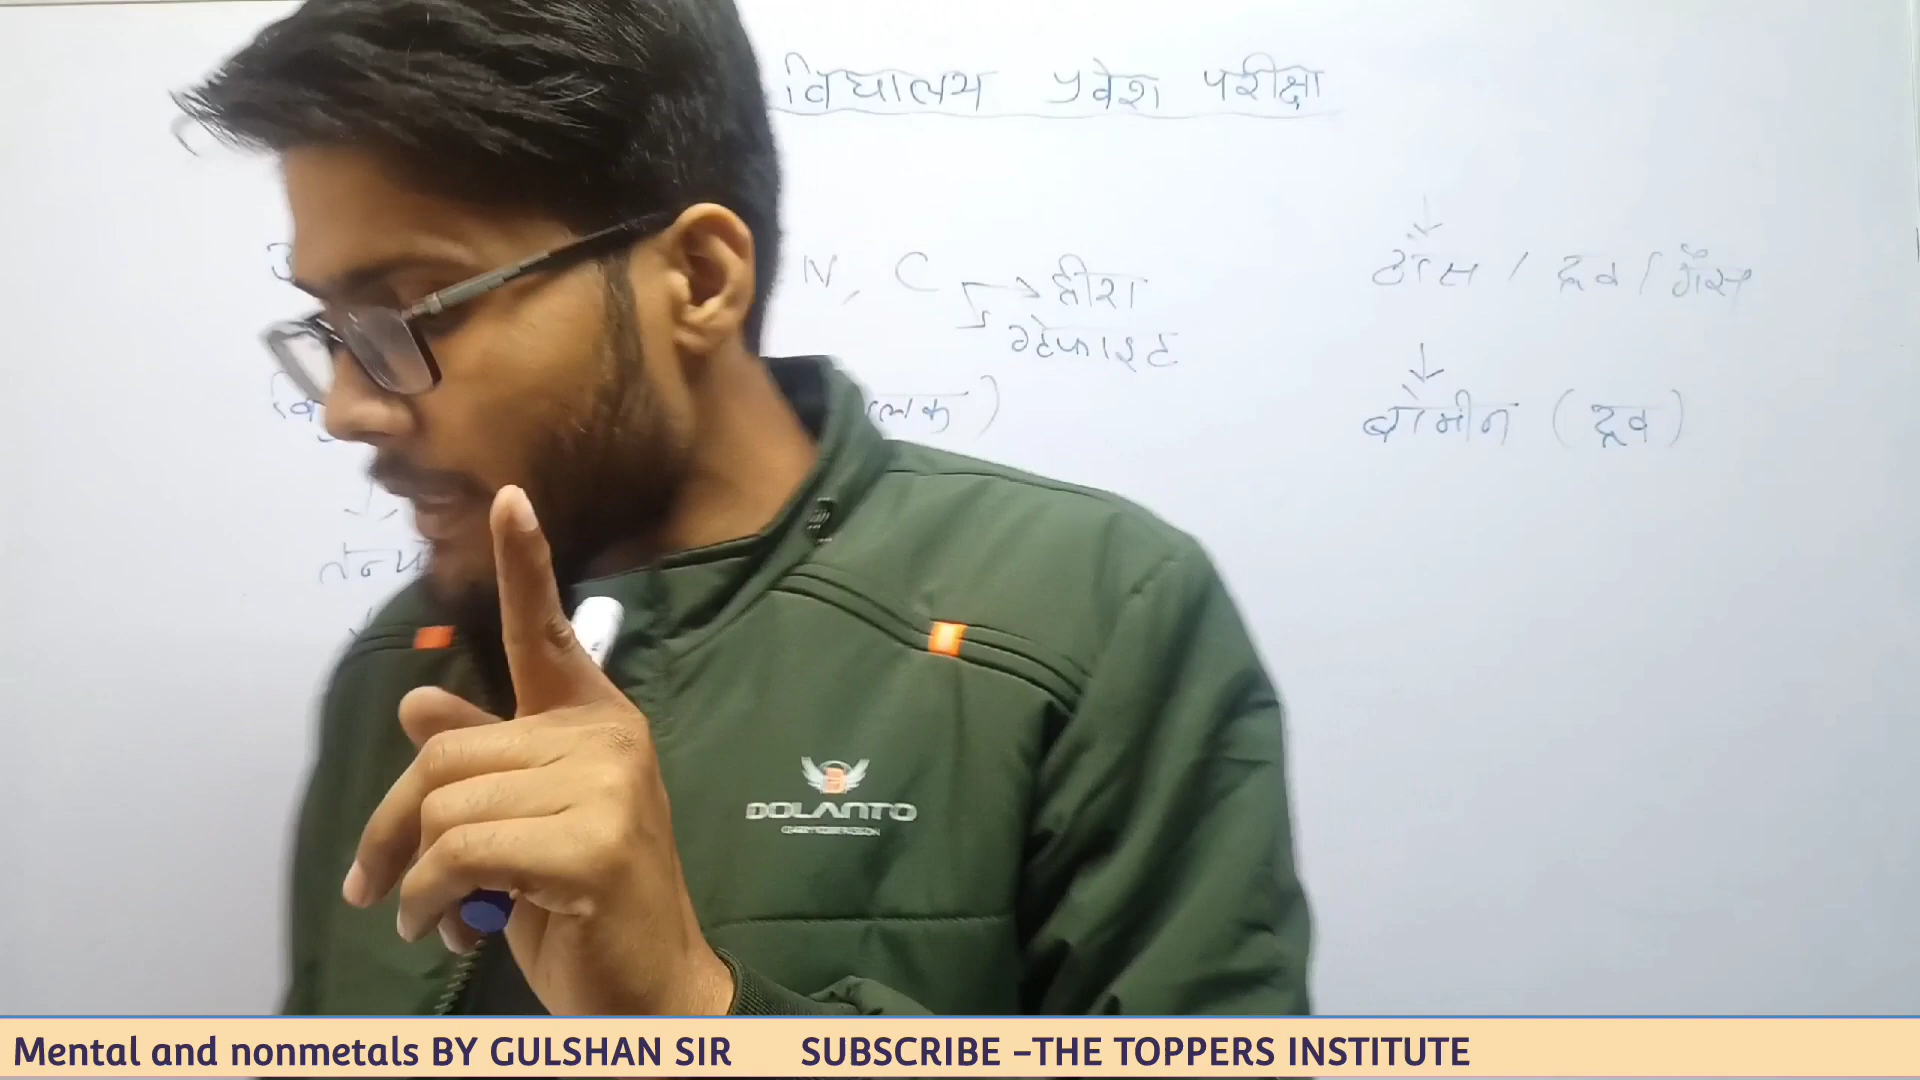 विद्यालय प्रवेश परीक्षा
N, C → हीरा
ग्रेफाइट
ठोस / द्रव / गैस
ब्रोमीन (द्रव)
DOLANTO
Mental and nonmetals BY GULSHAN SIR SUBSCRIBE –THE TOPPERS INSTITUTE